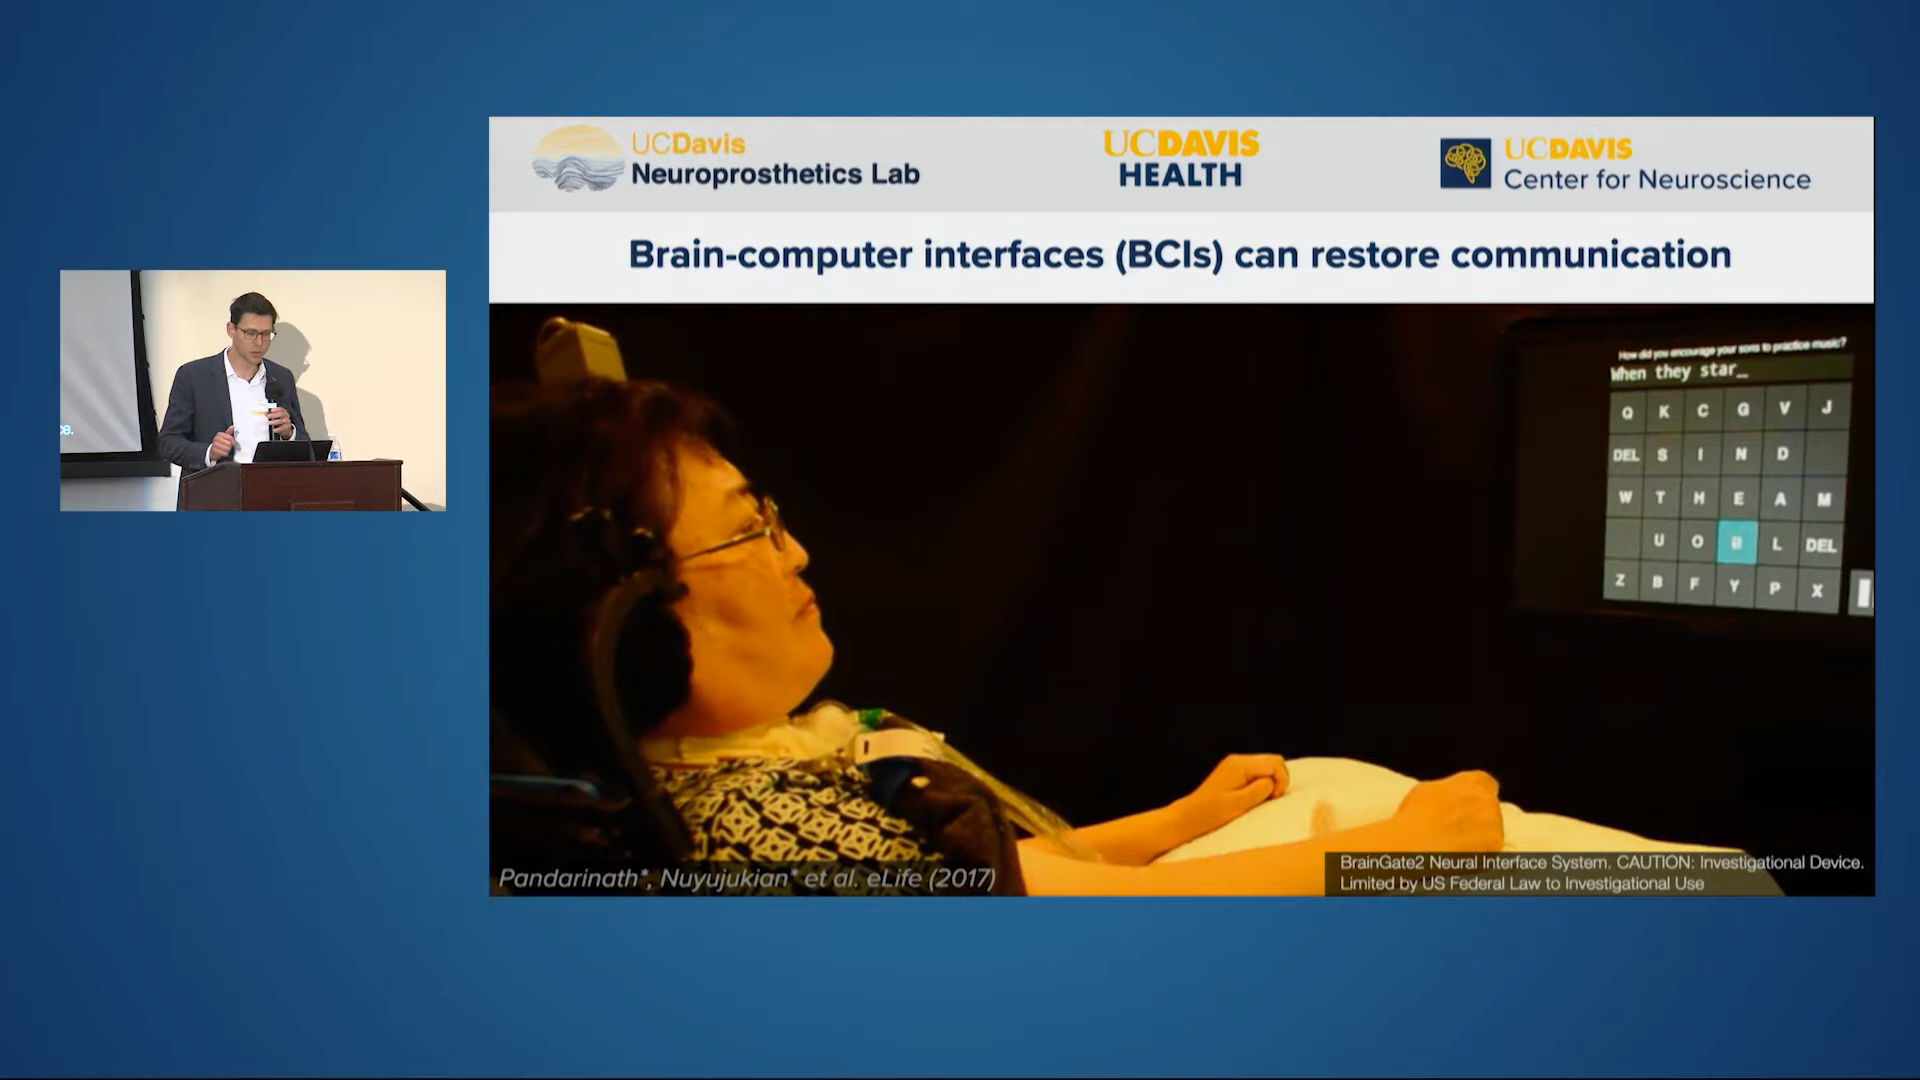 UCDavis
Neuroprosthetics Lab
UCDAVIS
HEALTH
UCDAVIS
Center for Neuroscience
Brain-computer interfaces (BCIs) can restore communication
How did you encourage your sons to practice music?
When they star_
Q K C G V J
DEL S I N D
W T H E A M
U O R L DEL
Z B F Y P X
Pandarinath*, Nuyujukian* et al. eLife (2017)
BrainGate2 Neural Interface System. CAUTION: Investigational Device.
Limited by US Federal Law to Investigational Use